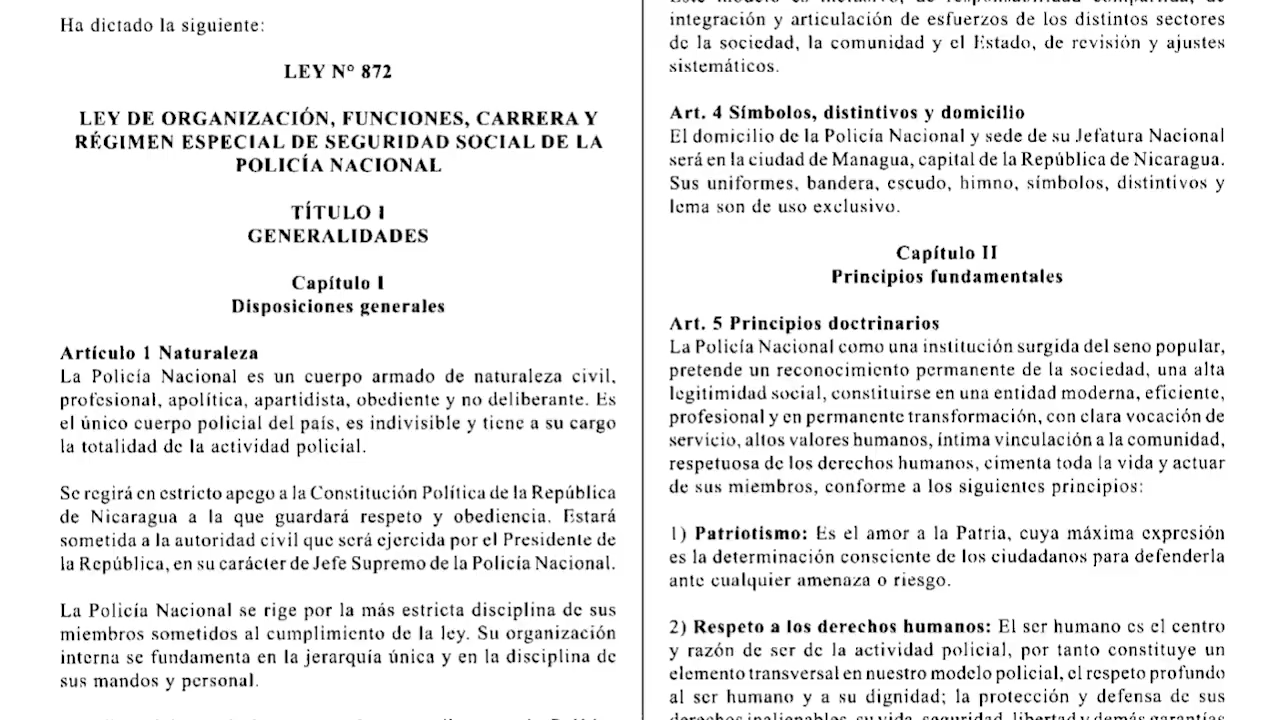 Ha dictado la siguiente:
LEY N° 872
LEY DE ORGANIZACIÓN, FUNCIONES, CARRERA Y
RÉGIMEN ESPECIAL DE SEGURIDAD SOCIAL DE LA
POLICÍA NACIONAL
TÍTULO I
GENERALIDADES
Capítulo I
Disposiciones generales
Artículo 1 Naturaleza
La Policía Nacional es un cuerpo armado de naturaleza civil,
profesional, apolítica, apartidista, obediente y no deliberante. Es
el único cuerpo policial del país, es indivisible y tiene a su cargo
la totalidad de la actividad policial.
Se regirá en estricto apego a la Constitución Política de la República
de Nicaragua a la que guardará respeto y obediencia. Estará
sometida a la autoridad civil que será ejercida por el Presidente de
la República, en su carácter de Jefe Supremo de la Policía Nacional.
La Policía Nacional se rige por la más estricta disciplina de sus
miembros sometidos al cumplimiento de la ley. Su organización
interna se fundamenta en la jerarquía única y en la disciplina de
sus mandos y personal.
integración y articulación de esfuerzos de los distintos sectores
de la sociedad, la comunidad y el Estado, de revisión y ajustes
sistemáticos.
Art. 4 Símbolos, distintivos y domicilio
El domicilio de la Policía Nacional y sede de su Jefatura Nacional
será en la ciudad de Managua, capital de la República de Nicaragua.
Sus uniformes, bandera, escudo, himno, símbolos, distintivos y
lema son de uso exclusivo.
Capítulo II
Principios fundamentales
Art. 5 Principios doctrinarios
La Policía Nacional como una institución surgida del seno popular,
pretende un reconocimiento permanente de la sociedad, una alta
legitimidad social, constituirse en una entidad moderna, eficiente,
profesional y en permanente transformación, con clara vocación de
servicio, altos valores humanos, íntima vinculación a la comunidad,
respetuosa de los derechos humanos, cimenta toda la vida y actuar
de sus miembros, conforme a los siguientes principios:
1) Patriotismo: Es el amor a la Patria, cuya máxima expresión
es la determinación consciente de los ciudadanos para defenderla
ante cualquier amenaza o riesgo.
2) Respeto a los derechos humanos: El ser humano es el centro
y razón de ser de la actividad policial, por tanto constituye un
elemento transversal en nuestro modelo policial, el respeto profundo
al ser humano y a su dignidad; la protección y defensa de sus
derechos inalienables, su vida, seguridad, libertad y demás garantías